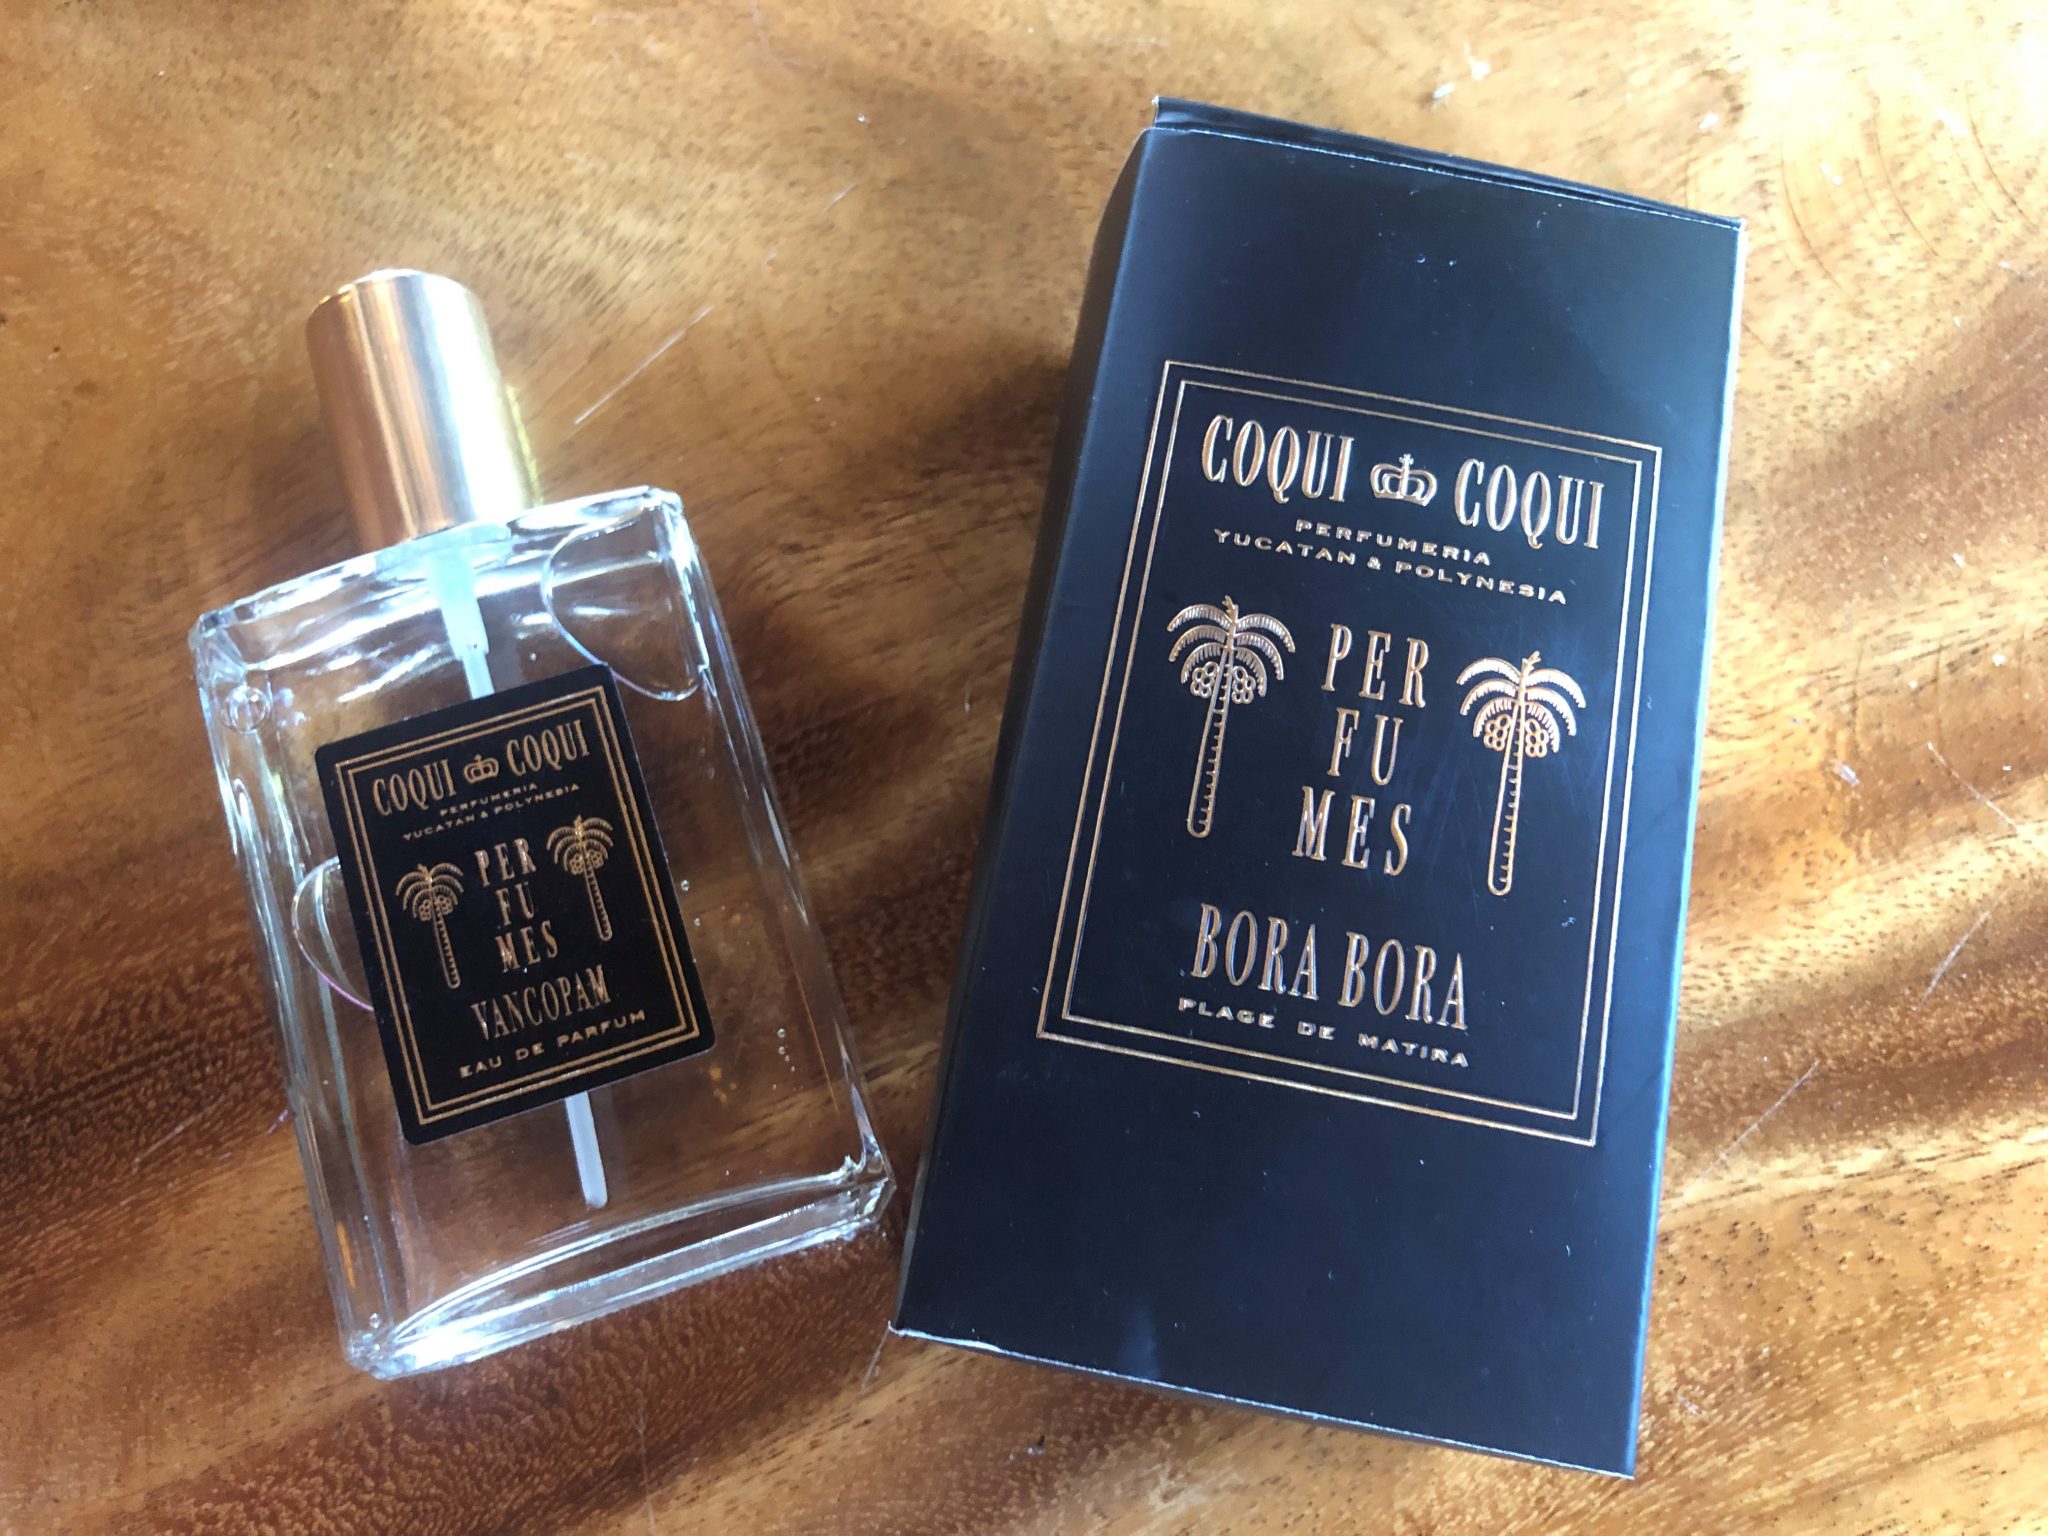 COQUI COQUI
PERFUMERIA
YUCATAN & POLYNESIA
PER
FU
MES
VANCOPAM
EAU DE PARFUM
COQUI COQUI
PERFUMERIA
YUCATAN & POLYNESIA
PER
FU
MES
BORA BORA
PLAGE DE MATIRA